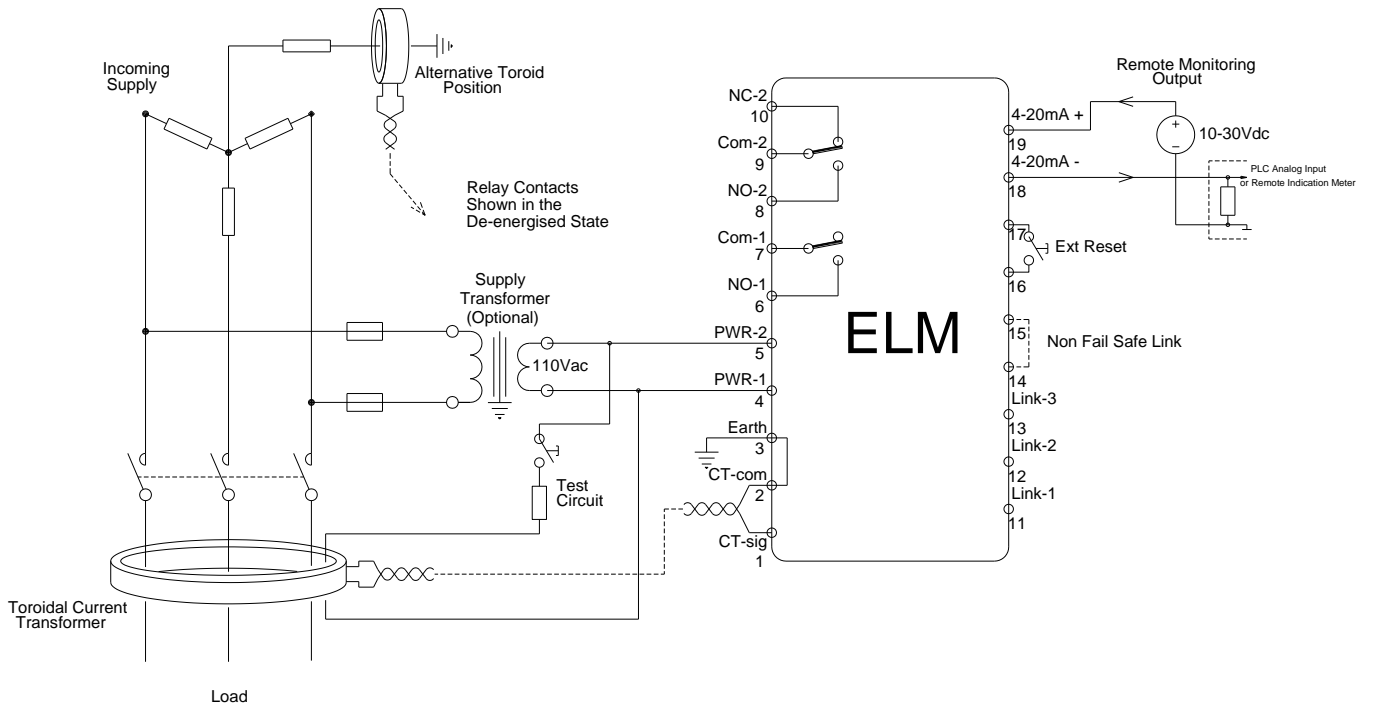 Incoming
Supply
Alternative Toroid
Position
Relay Contacts
Shown in the
De-energised State
Supply
Transformer
(Optional)
110Vac
Test
Circuit
Toroidal Current
Transformer
Load
NC-2
10
Com-2
9
NO-2
8
Com-1
7
NO-1
6
PWR-2
5
PWR-1
4
Earth
3
CT-com
2
CT-sig
1
ELM
4-20mA +
19
4-20mA -
18
17
16
15
14
Link-3
13
Link-2
12
Link-1
11
Remote Monitoring
Output
+
10-30Vdc
−
PLC Analog Input
or Remote Indication Meter
Ext Reset
Non Fail Safe Link